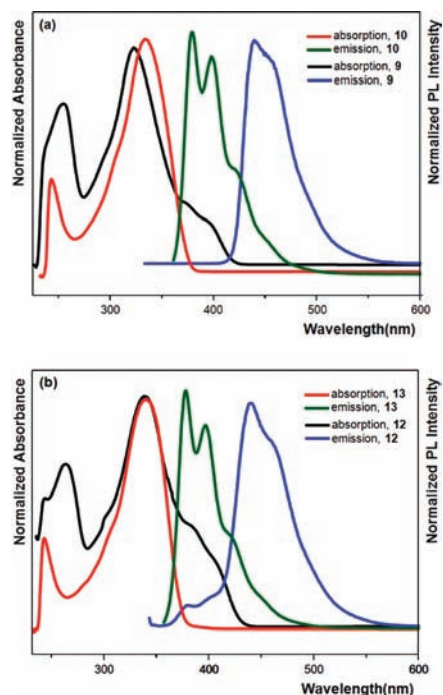 (a)
absorption, 10
emission, 10
absorption, 9
emission, 9
Normalized Absorbance
Normalized PL Intensity
300 400 500 600
Wavelength(nm)
(b)
absorption, 13
emission, 13
absorption, 12
emission, 12
Normalized Absorbance
Normalized PL Intensity
300 400 500 600
Wavelength(nm)